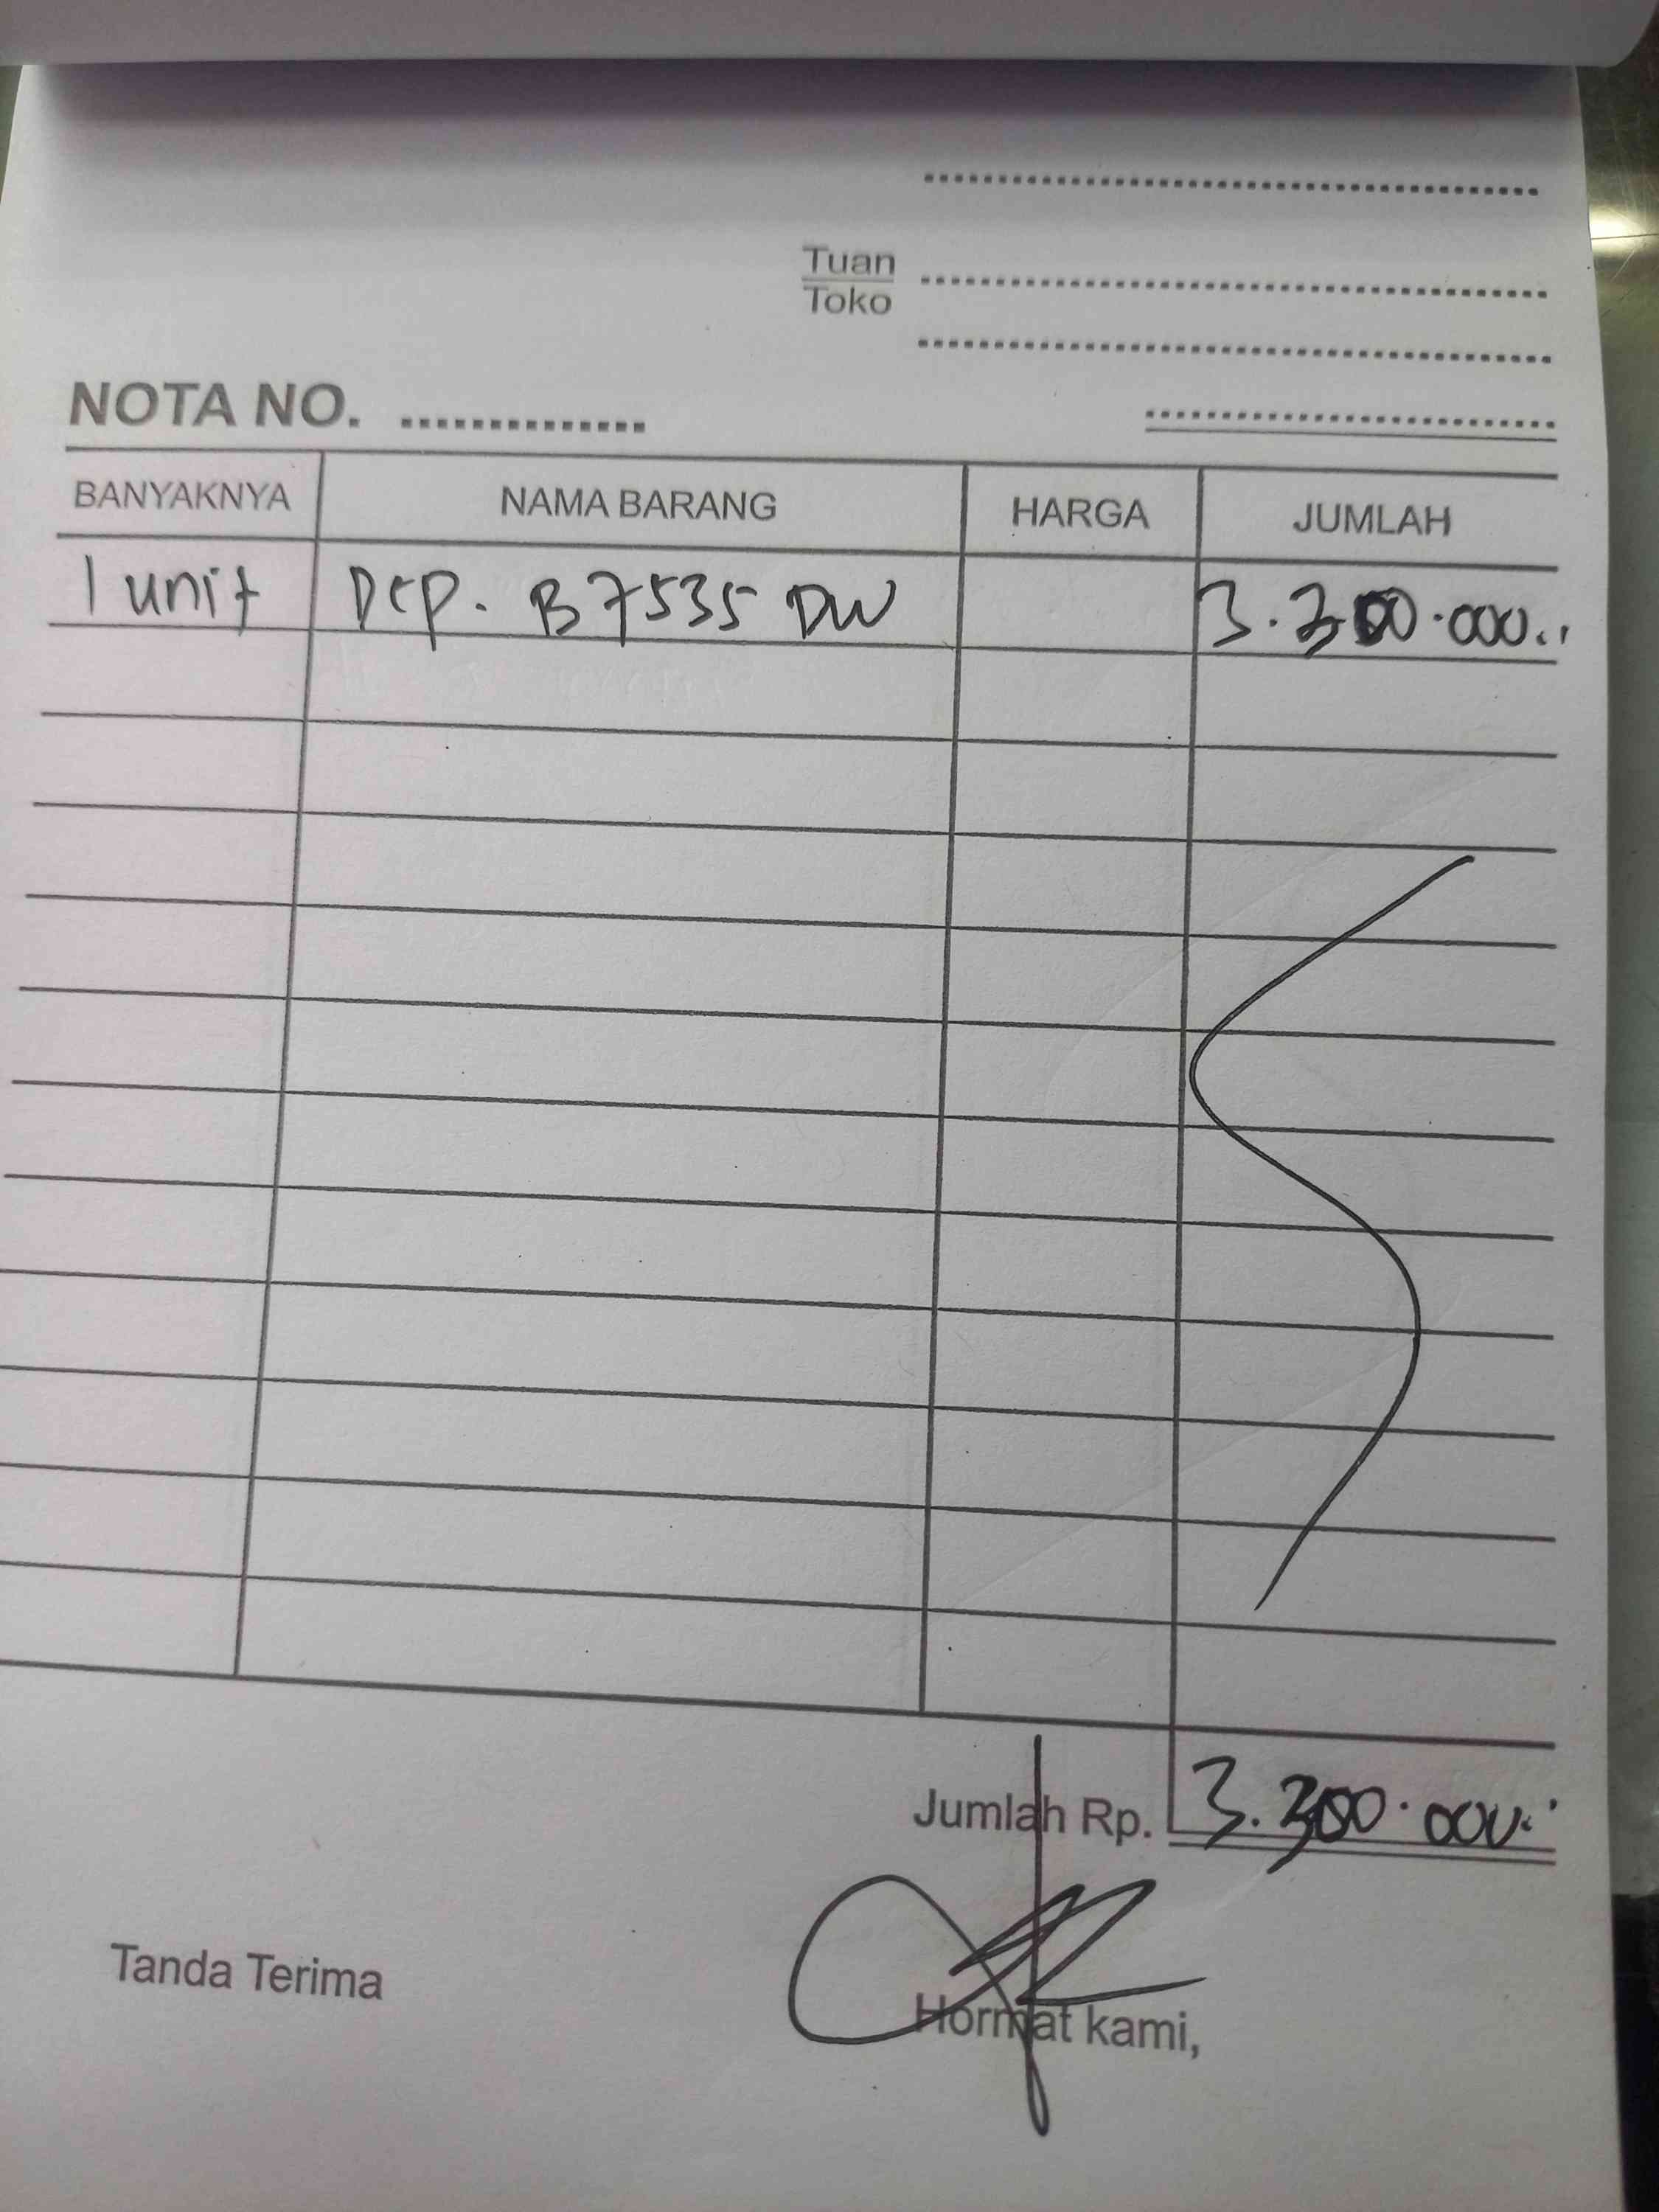 Tuan
Toko
NOTA NO. ..............
BANYAKNYA NAMA BARANG HARGA JUMLAH
1 unit Dcp. B7535 DW 3.300.000..
Jumlah Rp. 3.300.000..
Tanda Terima Hormat kami,